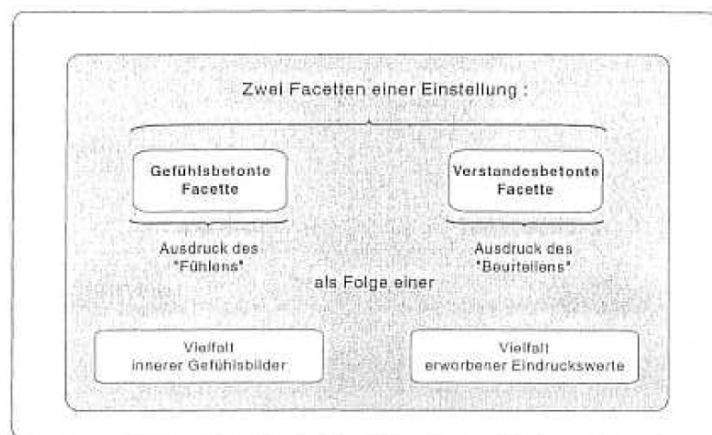 Zwei Facetten einer Einstellung :
Gefühlsbetonte
Facette
Verstandesbetonte
Facette
Ausdruck des
"Fühlens"
Ausdruck des
"Beurteilens"
als Folge einer
Vielfalt
innerer Gefühlsbilder
Vielfalt
erworbener Eindruckswerte